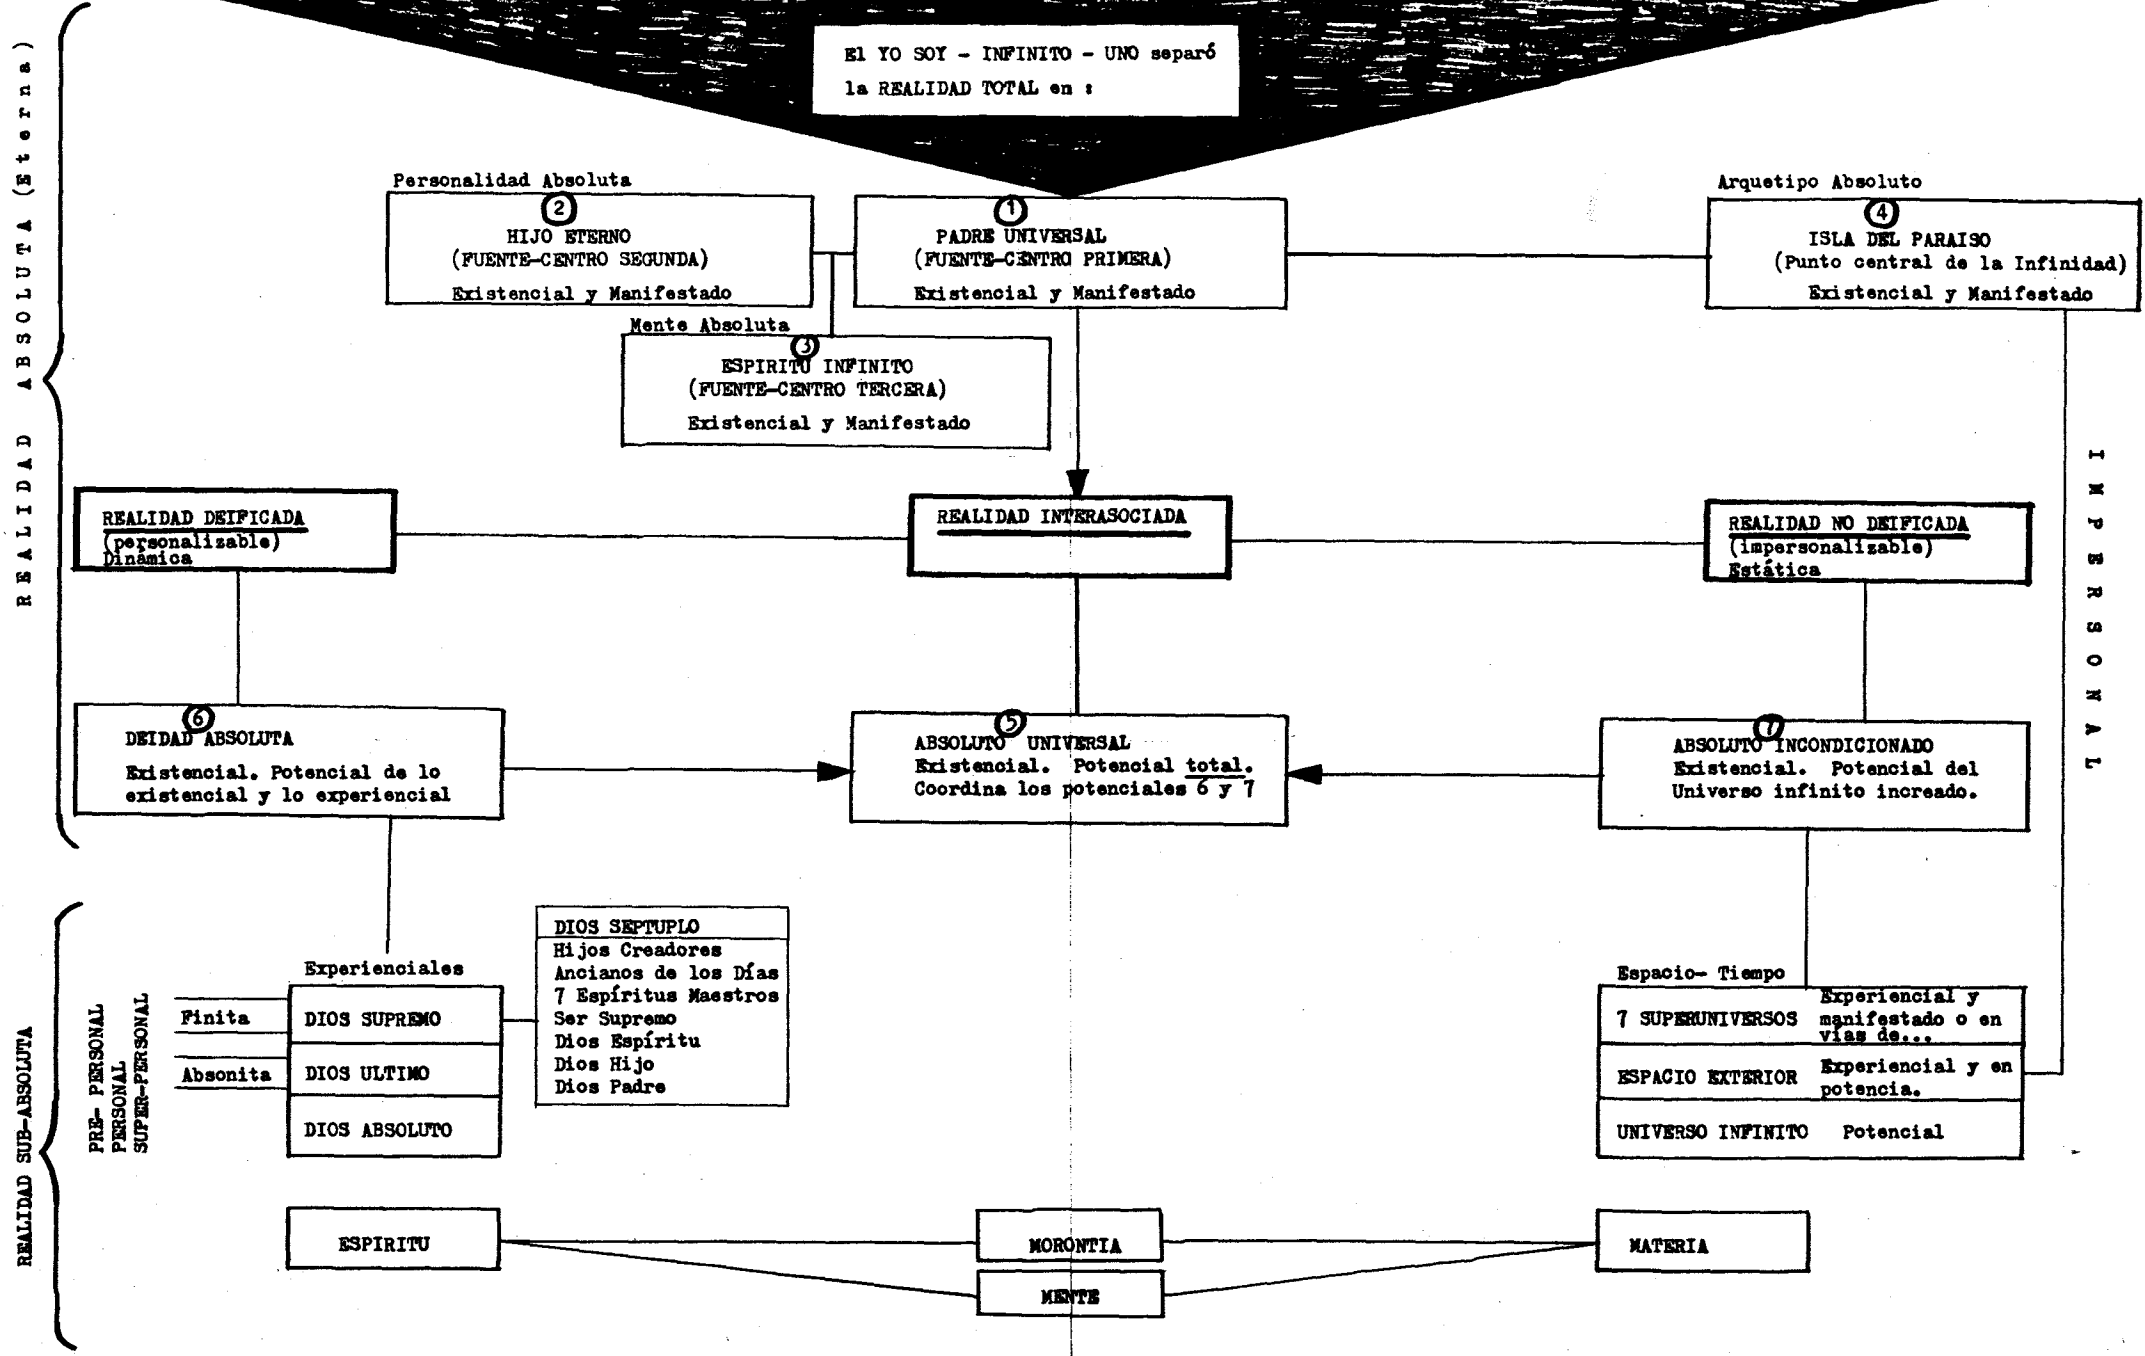 El YO SOY - INFINITO - UNO separó
la REALIDAD TOTAL en :
REALIDAD ABSOLUTA (Eterna)
Personalidad Absoluta
2
HIJO ETERNO
(FUENTE-CENTRO SEGUNDA)
Existencial y Manifestado
1
PADRE UNIVERSAL
(FUENTE-CENTRO PRIMERA)
Existencial y Manifestado
Arquetipo Absoluto
4
ISLA DEL PARAISO
(Punto central de la Infinidad)
Existencial y Manifestado
Mente Absoluta
3
ESPIRITU INFINITO
(FUENTE-CENTRO TERCERA)
Existencial y Manifestado
IMPERSONAL
REALIDAD DEIFICADA
(personalizable)
Dinámica
REALIDAD INTERASOCIADA
REALIDAD NO DEIFICADA
(impersonalizable)
Estática
6
DEIDAD ABSOLUTA
Existencial. Potencial de lo
existencial y lo experiencial
5
ABSOLUTO UNIVERSAL
Existencial. Potencial total.
Coordina los potenciales 6 y 7
7
ABSOLUTO INCONDICIONADO
Existencial. Potencial del
Universo infinito increado.
REALIDAD SUB-ABSOLUTA
PRE- PERSONAL
PERSONAL
SUPER-PERSONAL
Experienciales
Finita
DIOS SUPREMO
Absonita
DIOS ULTIMO
DIOS ABSOLUTO
DIOS SEPTUPLO
Hijos Creadores
Ancianos de los Días
7 Espíritus Maestros
Ser Supremo
Dios Espíritu
Dios Hijo
Dios Padre
Espacio- Tiempo
7 SUPERUNIVERSOS
Experiencial y
manifestado o en
vías de...
ESPACIO EXTERIOR
Experiencial y en
potencia.
UNIVERSO INFINITO Potencial
ESPIRITU
MORONTIA
MENTE
MATERIA